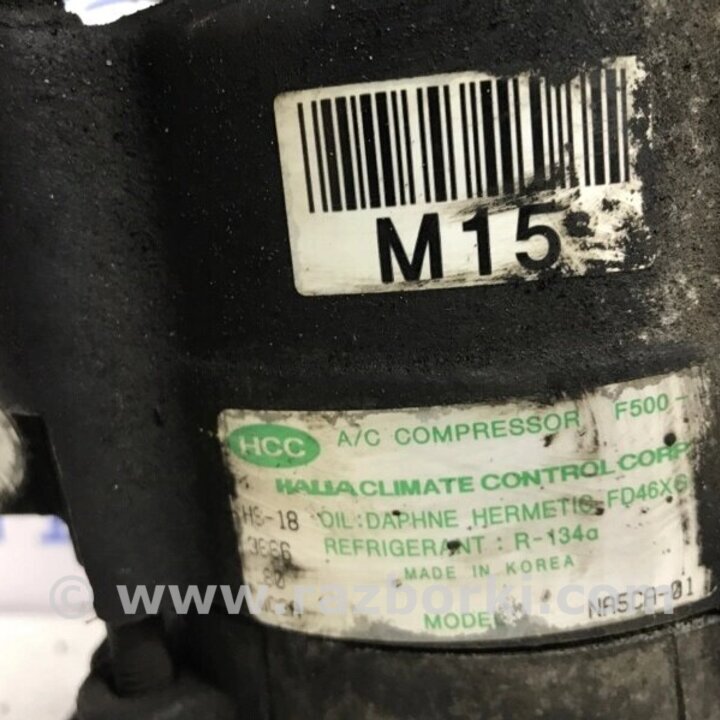 M15
HCC A/C COMPRESSOR F500-
HALLA CLIMATE CONTROL CORP
HS-18 OIL:DAPHNE HERMETIC FD46XG
REFRIGERANT : R-134a
80 MADE IN KOREA
MODEL NA5CA-01
© www.razborki.com